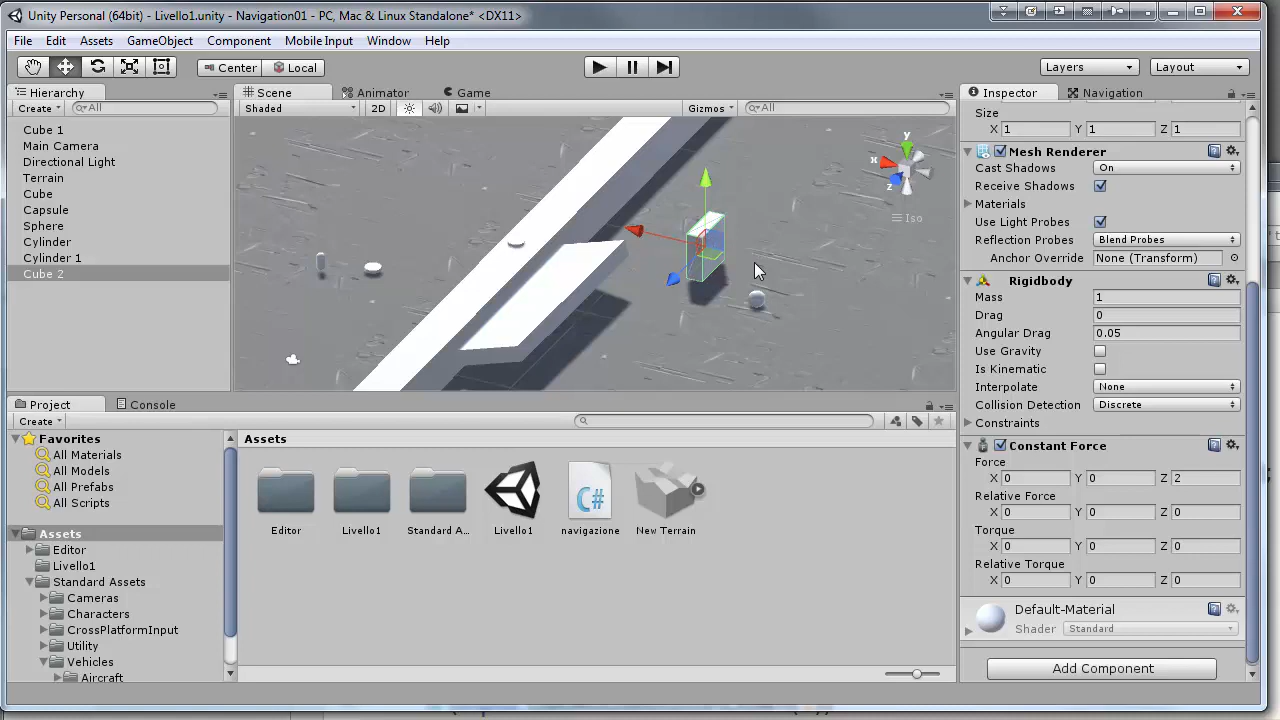 Unity Personal (64bit) - Livello1.unity - Navigation01 - PC, Mac & Linux Standalone* <DX11>
File Edit Assets GameObject Component Mobile Input Window Help
Center Local Layers Layout
Hierarchy
Create All
Cube 1
Main Camera
Directional Light
Terrain
Cube
Capsule
Sphere
Cylinder
Cylinder 1
Cube 2
Scene Animator Game
Shaded 2D Gizmos All
y
x
z
Iso
Project Console
Create
Favorites
All Materials
All Models
All Prefabs
All Scripts
Assets
Editor
Livello1
Standard Assets
Cameras
Characters
CrossPlatformInput
Utility
Vehicles
Aircraft
Assets
C#
Editor Livello1 Standard A... Livello1 navigazione New Terrain
Inspector Navigation
Size
X 1 Y 1 Z 1
Mesh Renderer
Cast Shadows On
Receive Shadows
Materials
Use Light Probes
Reflection Probes Blend Probes
Anchor Override None (Transform)
Rigidbody
Mass 1
Drag 0
Angular Drag 0.05
Use Gravity
Is Kinematic
Interpolate None
Collision Detection Discrete
Constraints
Constant Force
Force
X 0 Y 0 Z 2
Relative Force
X 0 Y 0 Z 0
Torque
X 0 Y 0 Z 0
Relative Torque
X 0 Y 0 Z 0
Default-Material
Shader Standard
Add Component